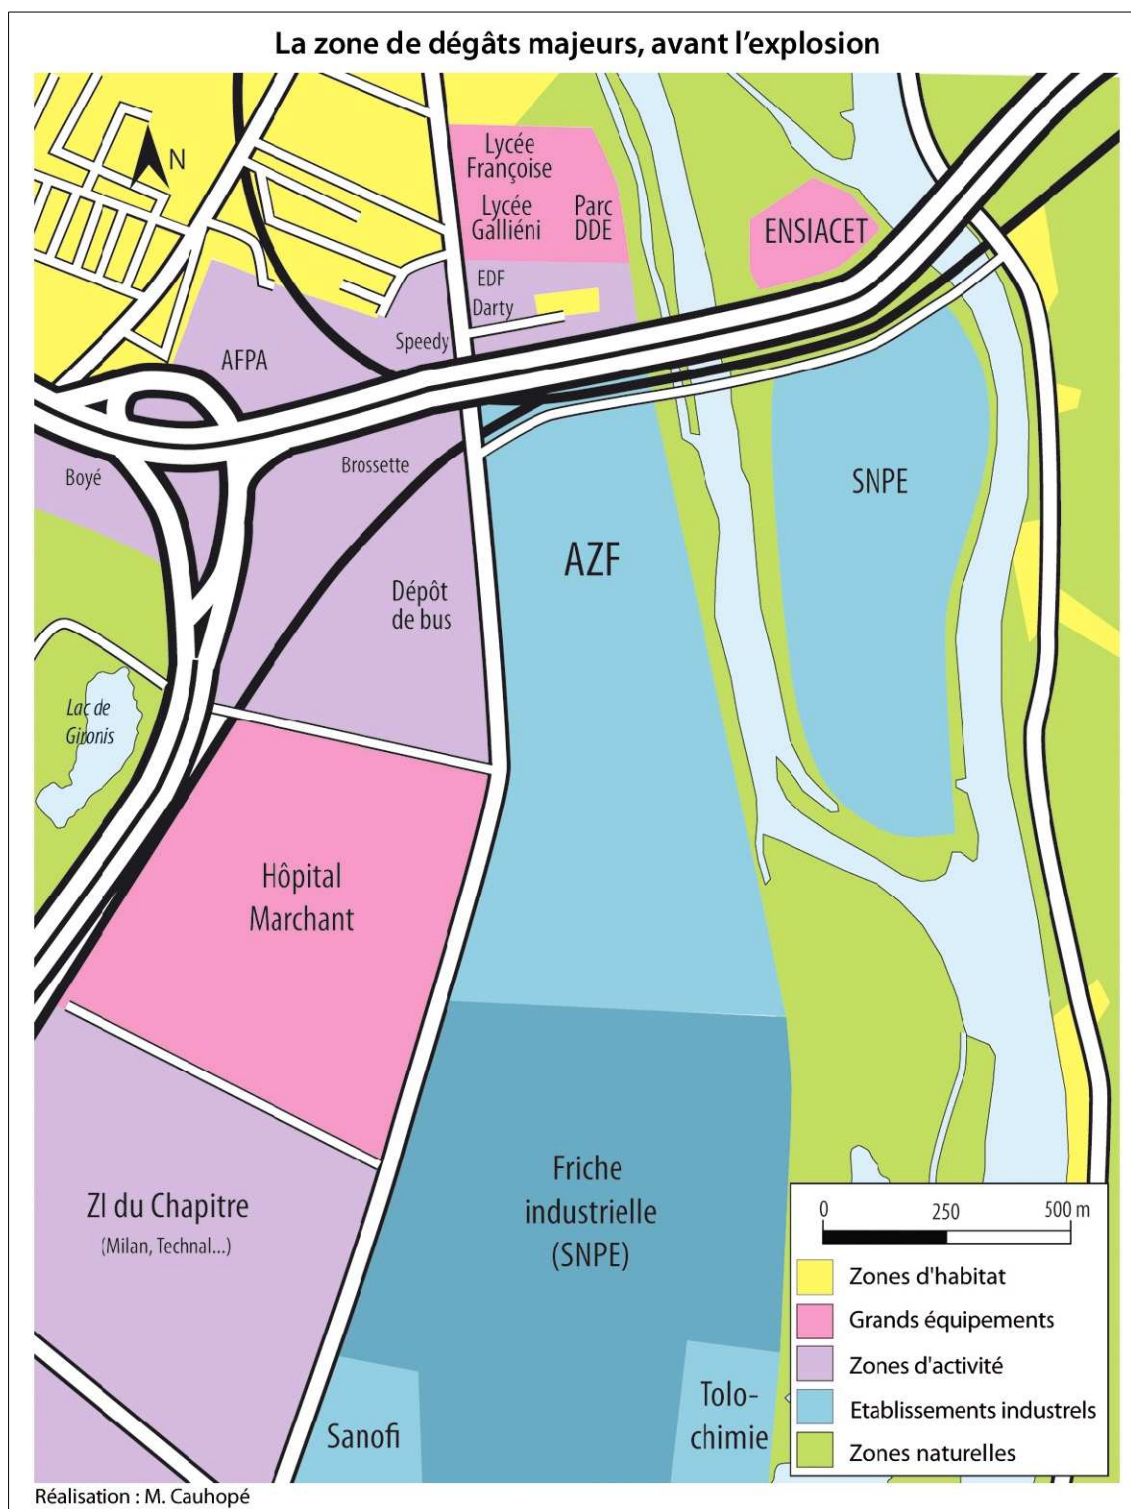 La zone de dégâts majeurs, avant l'explosion
N
Lycée
Françoise
Lycée
Galliéni
Parc
DDE
ENSIACET
EDF
Darty
Speedy
AFPA
Boyé
Brossette
SNPE
AZF
Dépôt
de bus
Lac de
Gironis
Hôpital
Marchant
Friche
industrielle
(SNPE)
ZI du Chapitre
(Milan, Technal...)
Sanofi
Tolo-
chimie
0 250 500 m
Zones d'habitat
Grands équipements
Zones d'activité
Etablissements industrels
Zones naturelles
Réalisation : M. Cauhopé